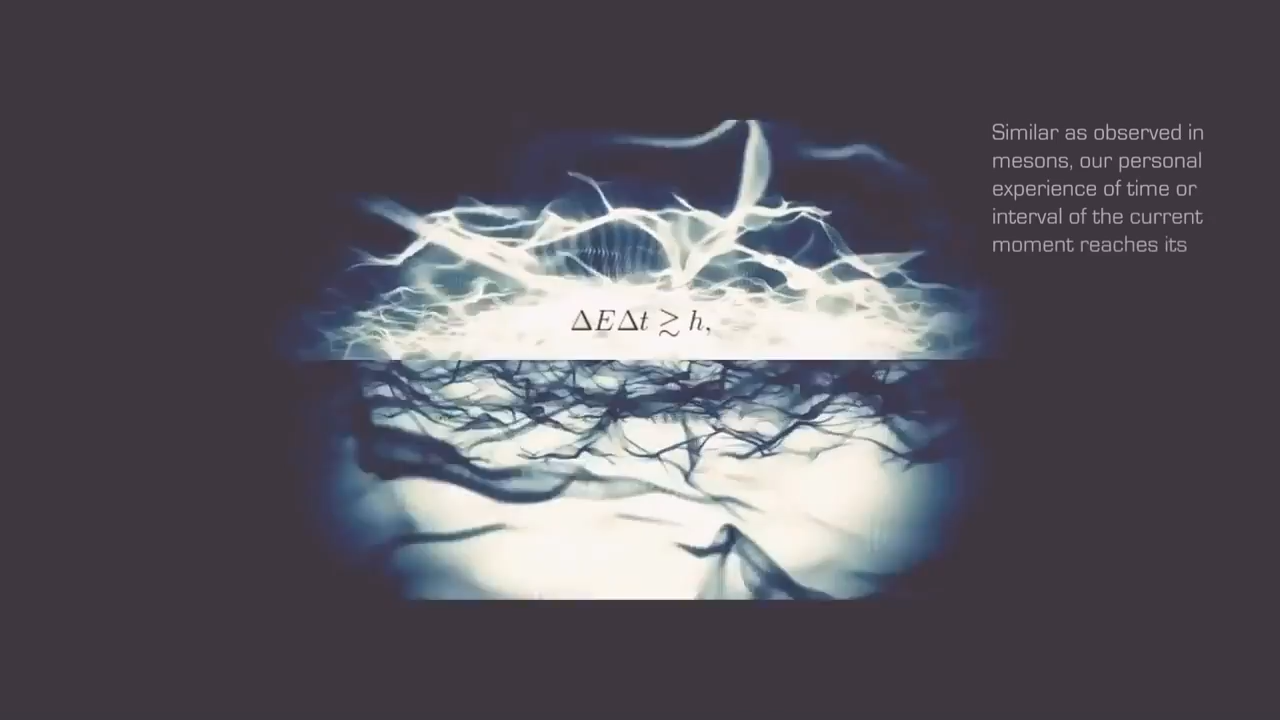 Similar as observed in
mesons, our personal
experience of time or
interval of the current
moment reaches its
ΔEΔt ≳ h,